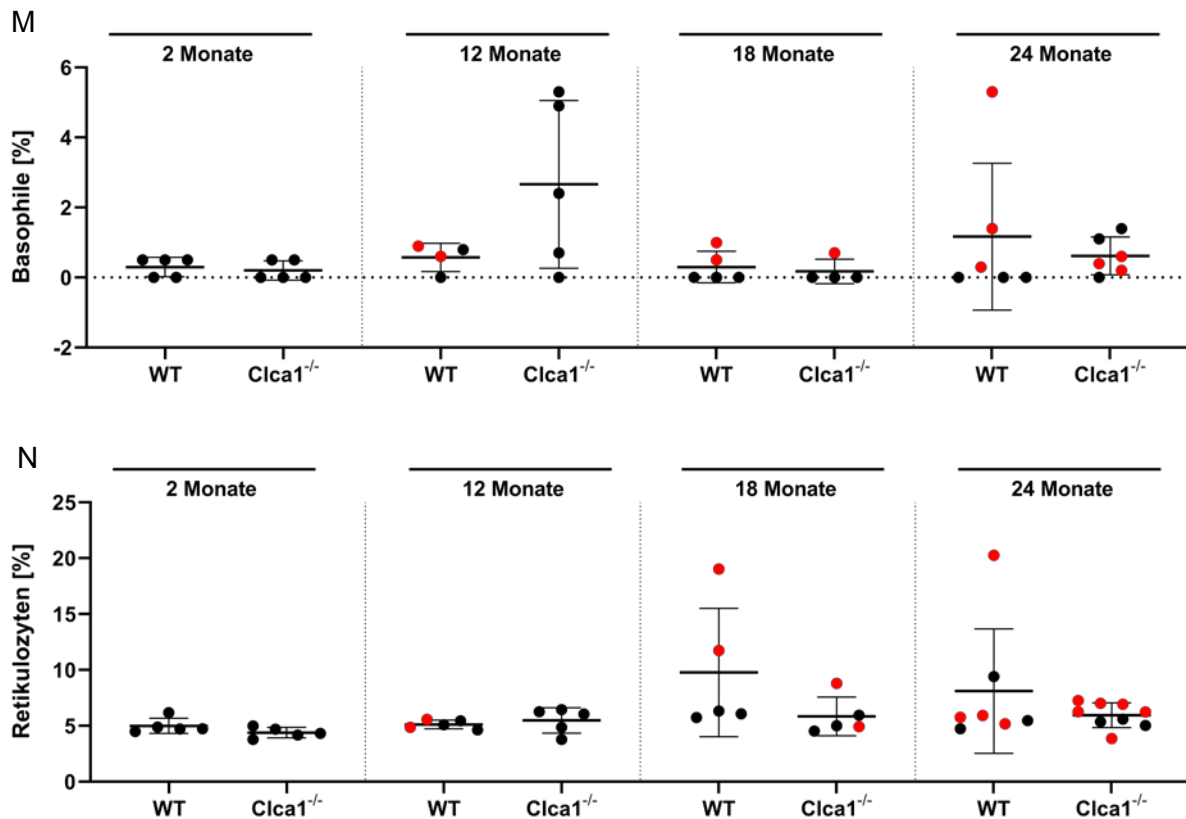 M
2 Monate 12 Monate 18 Monate 24 Monate
Basophile [%]
6
4
2
0
-2
WT Clca1-/- WT Clca1-/- WT Clca1-/- WT Clca1-/-
N
2 Monate 12 Monate 18 Monate 24 Monate
Retikulozyten [%]
25
20
15
10
5
0
WT Clca1-/- WT Clca1-/- WT Clca1-/- WT Clca1-/-